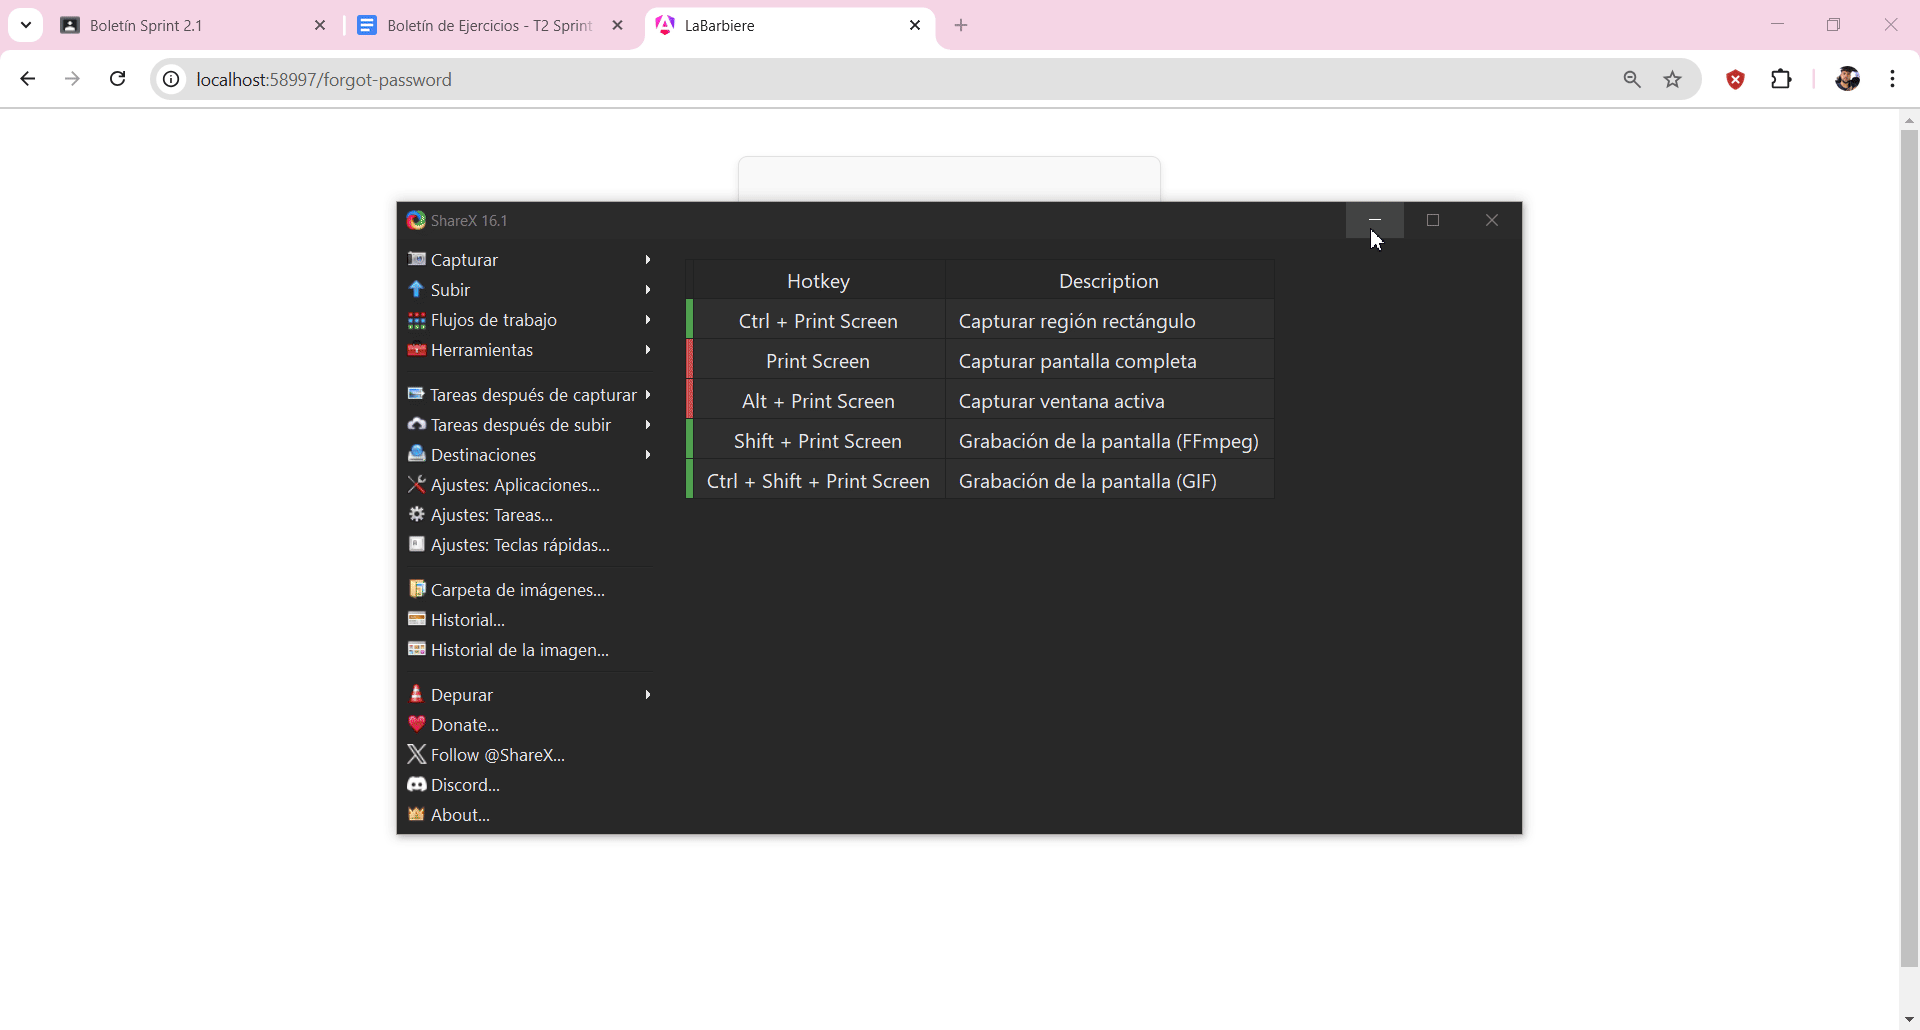 Boletín Sprint 2.1
Boletín de Ejercicios - T2 Sprint
LaBarbiere
localhost:58997/forgot-password
ShareX 16.1
Capturar
Subir
Flujos de trabajo
Herramientas
Tareas después de capturar
Tareas después de subir
Destinaciones
Ajustes: Aplicaciones...
Ajustes: Tareas...
Ajustes: Teclas rápidas...
Carpeta de imágenes...
Historial...
Historial de la imagen...
Depurar
Donate...
Follow @ShareX...
Discord...
About...
Hotkey Description
Ctrl + Print Screen Capturar región rectángulo
Print Screen Capturar pantalla completa
Alt + Print Screen Capturar ventana activa
Shift + Print Screen Grabación de la pantalla (FFmpeg)
Ctrl + Shift + Print Screen Grabación de la pantalla (GIF)